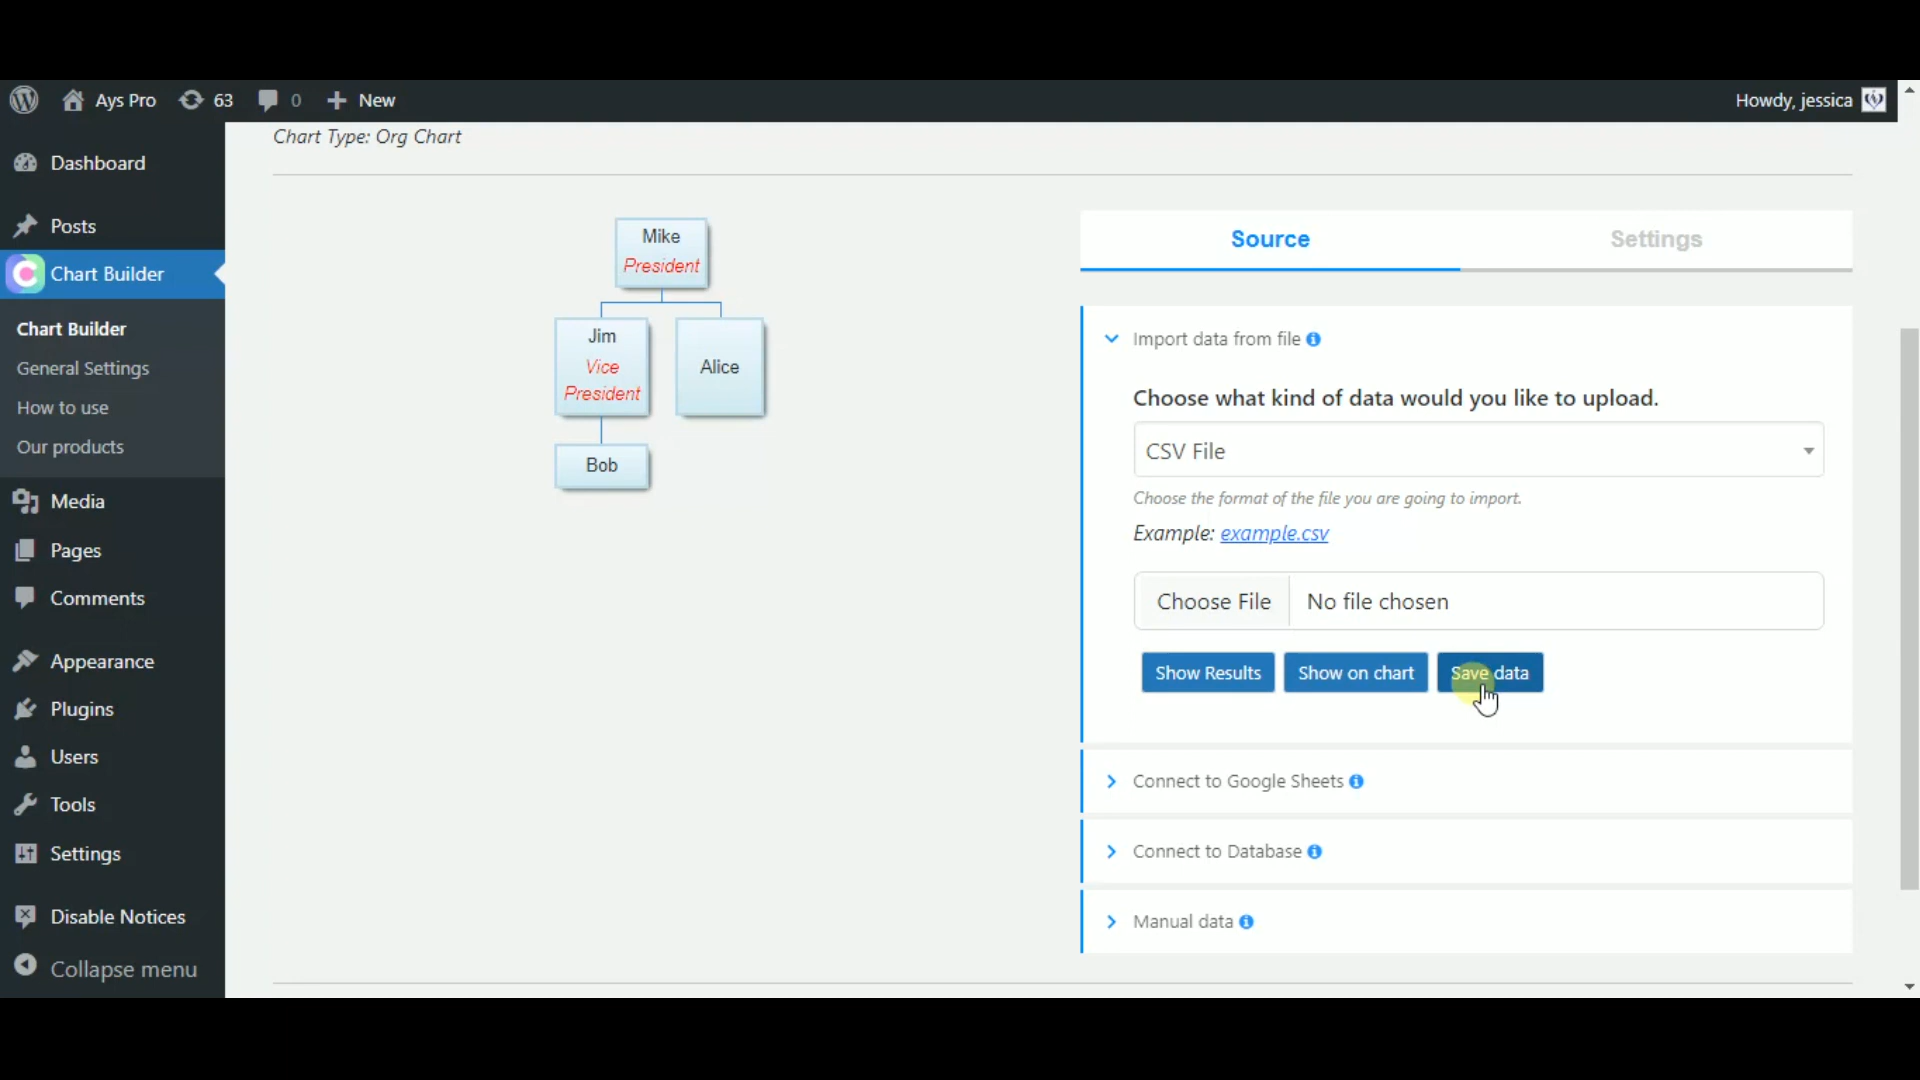 Ays Pro
63
0
New
Howdy, jessica
Chart Type: Org Chart
Dashboard
Posts
Chart Builder
Chart Builder
General Settings
How to use
Our products
Media
Pages
Comments
Appearance
Plugins
Users
Tools
Settings
Disable Notices
Collapse menu
Mike
President
Jim
Vice
President
Alice
Bob
Source
Settings
Import data from file
Choose what kind of data would you like to upload.
CSV File
Choose the format of the file you are going to import.
Example: example.csv
Choose File
No file chosen
Show Results
Show on chart
Save data
Connect to Google Sheets
Connect to Database
Manual data